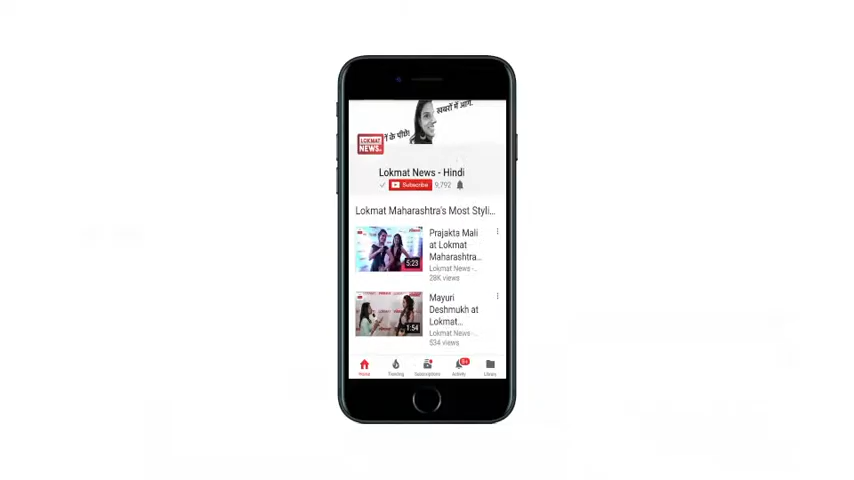 खबरों में आगे,
के पीछे!
LOKMAT
NEWS
Lokmat News - Hindi
Subscribe 9,792
Lokmat Maharashtra's Most Styli...
Prajakta Mali
at Lokmat
Maharashtra...
Lokmat News -..
28K views
5:23
Mayuri
Deshmukh at
Lokmat...
Lokmat News -..
534 views
1:54
Home Trending Subscriptions Activity Library